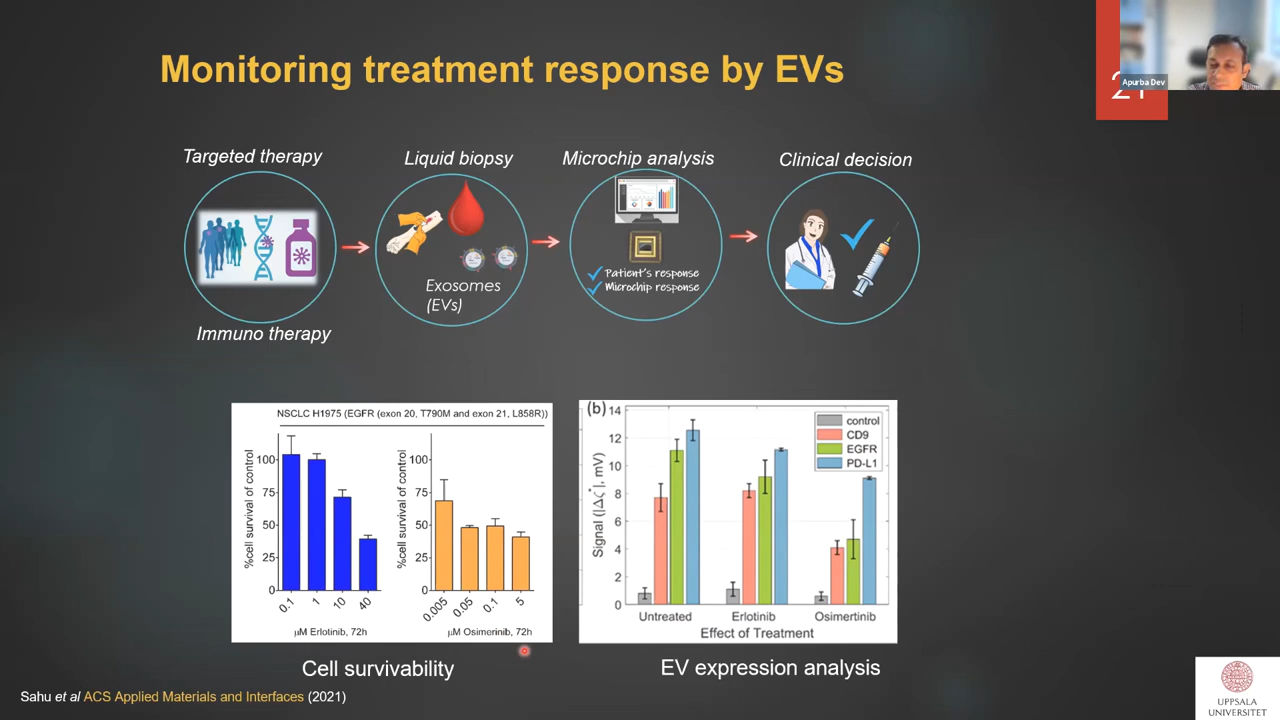 Monitoring treatment response by EVs
Apurba Dev
Targeted therapy
Liquid biopsy
Microchip analysis
Clinical decision
Exosomes
(EVs)
Patient's response
Microchip response
Immuno therapy
NSCLC H1975 (EGFR (exon 20, T790M and exon 21, L858R))
%cell survival of control
100
75
50
25
0
0.1
1
10
40
µM Erlotinib, 72h
%cell survival of control
100
75
50
25
0
0.005
0.05
0.1
5
µM Osimerinib, 72h
(b)
Signal (|Δζ*|, mV)
14
12
10
8
6
4
2
0
control
CD9
EGFR
PD-L1
Untreated
Erlotinib
Osimertinib
Effect of Treatment
Cell survivability
EV expression analysis
Sahu et al ACS Applied Materials and Interfaces (2021)
UPPSALA
UNIVERSITET